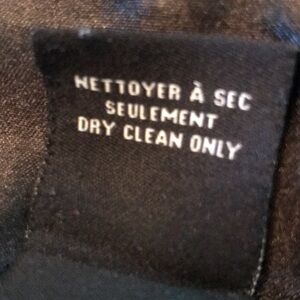 NETTOYER À SEC
SEULEMENT
DRY CLEAN ONLY